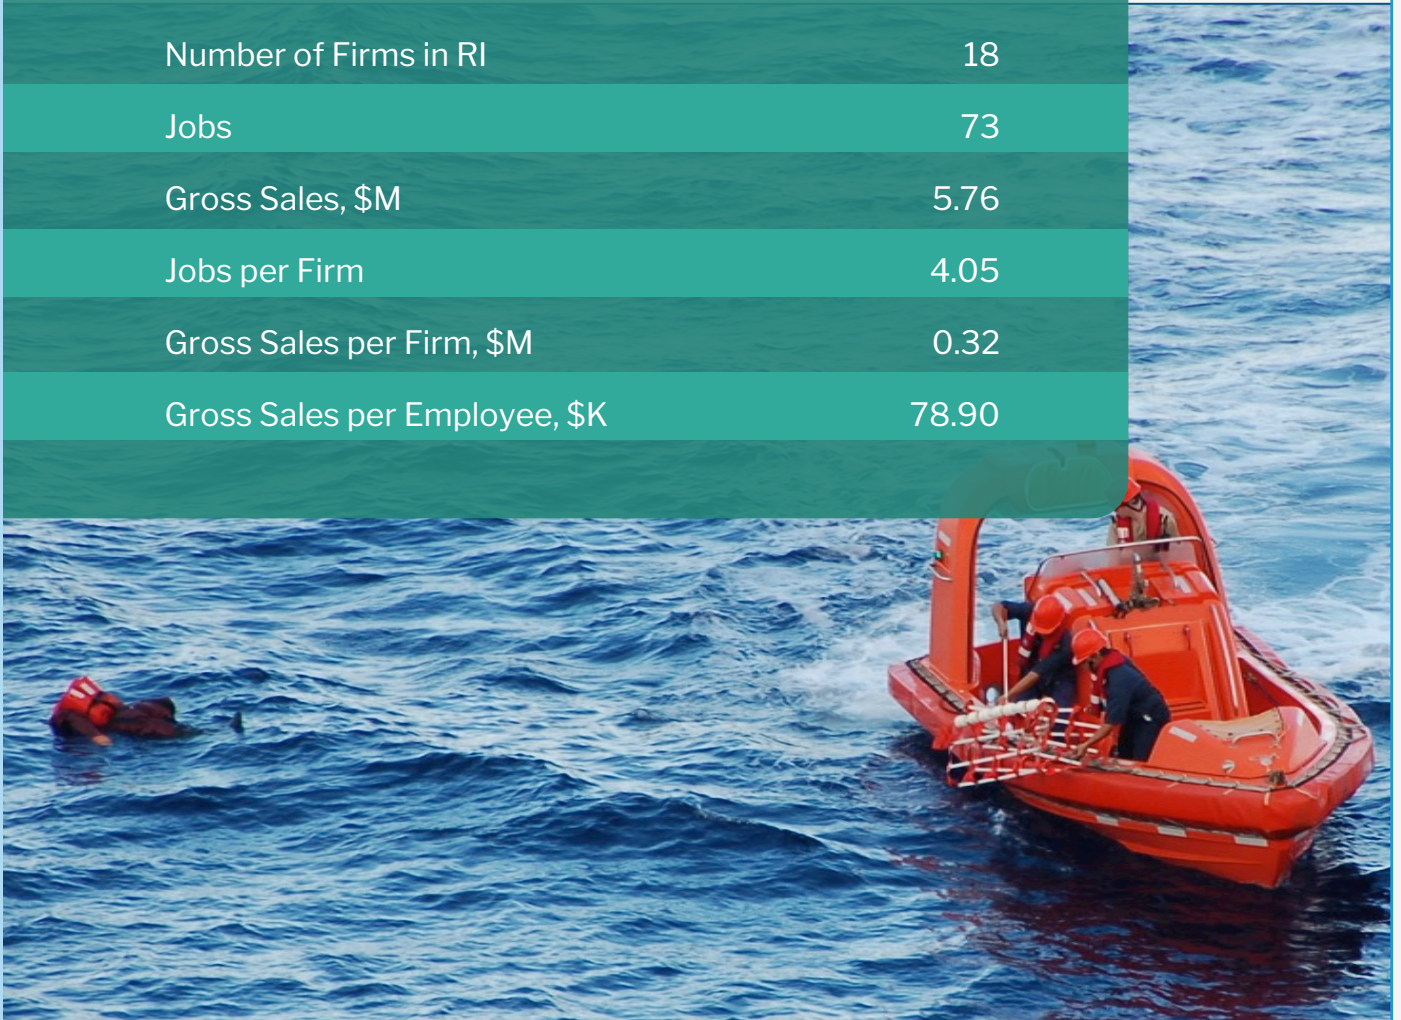 Number of Firms in RI 18
Jobs 73
Gross Sales, $M 5.76
Jobs per Firm 4.05
Gross Sales per Firm, $M 0.32
Gross Sales per Employee, $K 78.90